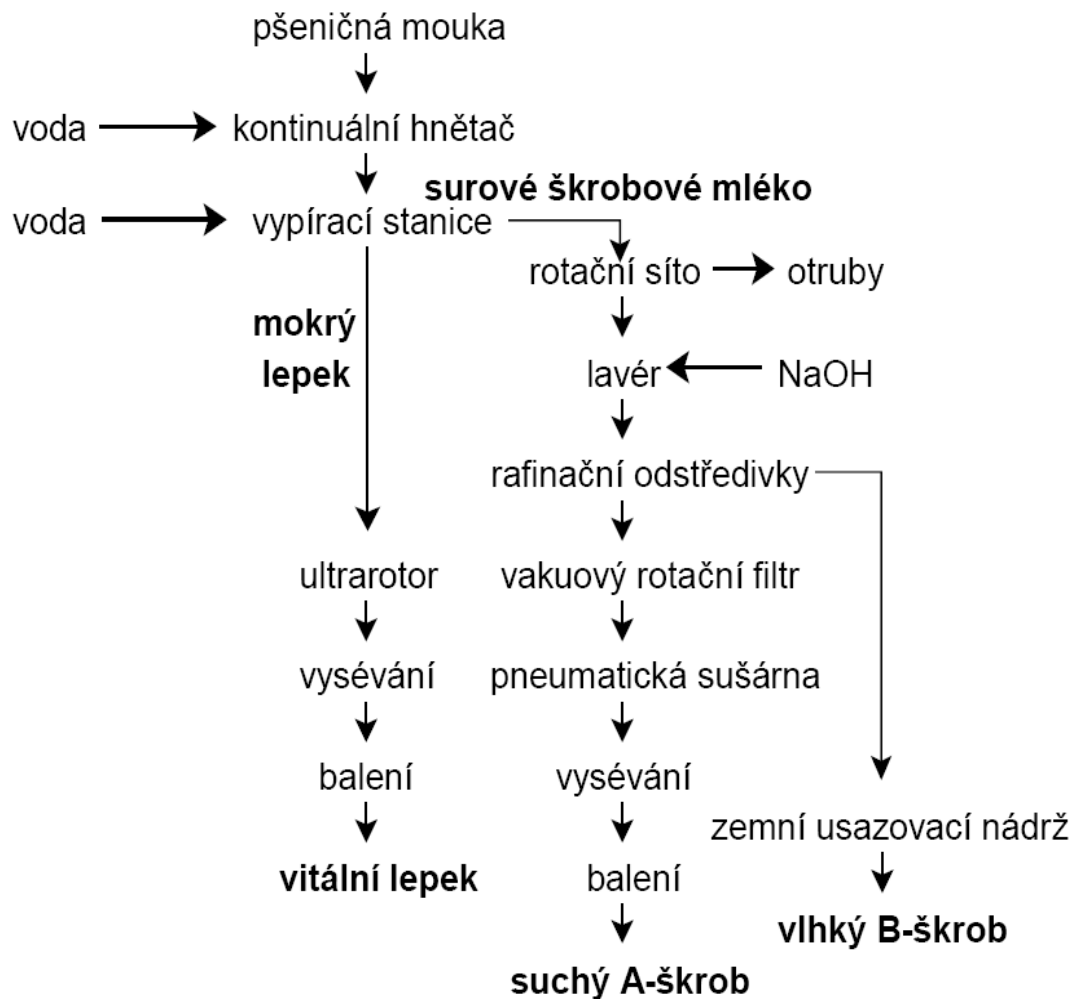 pšeničná mouka
voda
kontinuální hnětač
surové škrobové mléko
voda
vypírací stanice
rotační síto
otruby
mokrý
lepek
lavér
NaOH
rafinační odstředivky
ultrarotor
vakuový rotační filtr
vysévání
pneumatická sušárna
balení
vysévání
zemní usazovací nádrž
vitální lepek
balení
vlhký B-škrob
suchý A-škrob